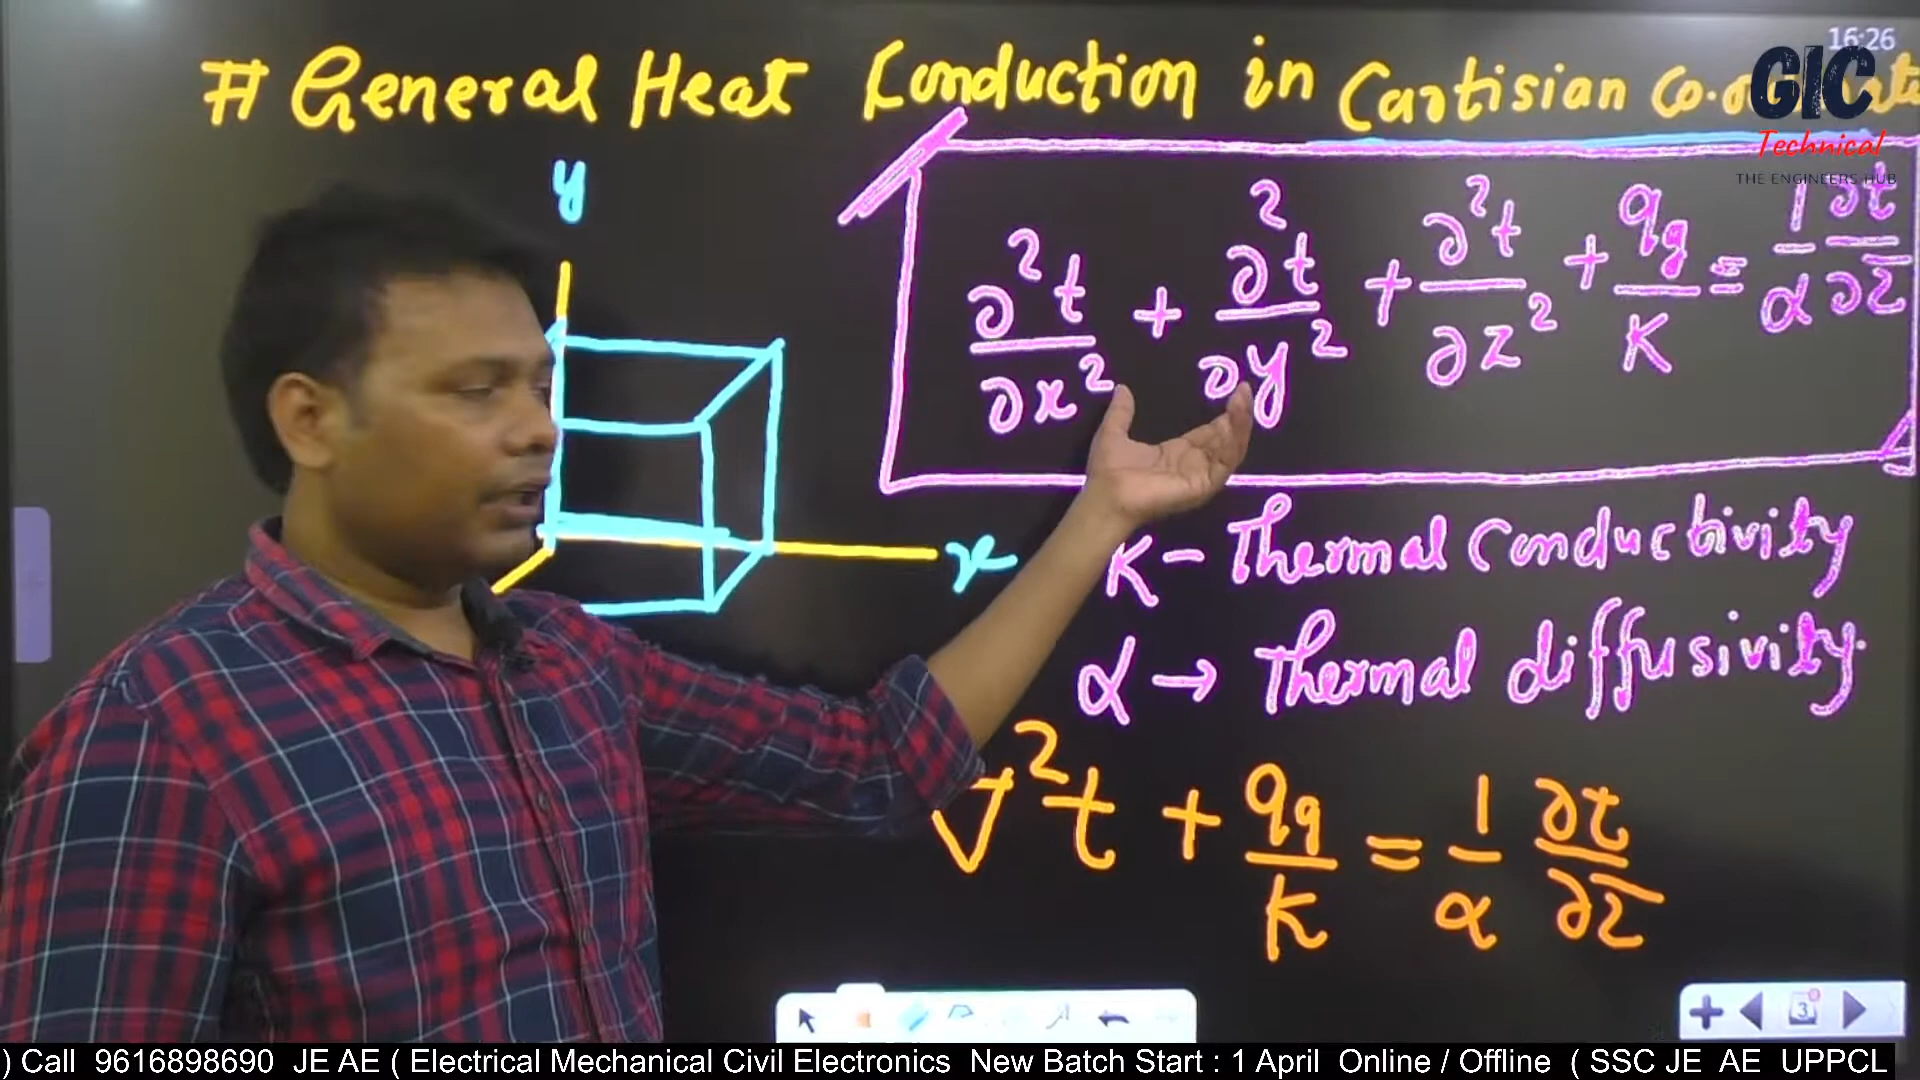 16:26
# General Heat Conduction in Cartisian
GIC
Technical
THE ENGINEERS HUB
y
∂²t/∂x² + ∂²t/∂y² + ∂²t/∂z² + qg/K = 1/α ∂t/∂τ
x
K - Thermal Conductivity
α → Thermal diffusivity.
∇²t + qg/K = 1/α ∂t/∂τ
3
) Call 9616898690 JE AE ( Electrical Mechanical Civil Electronics New Batch Start : 1 April Online / Offline ( SSC JE AE UPPCL